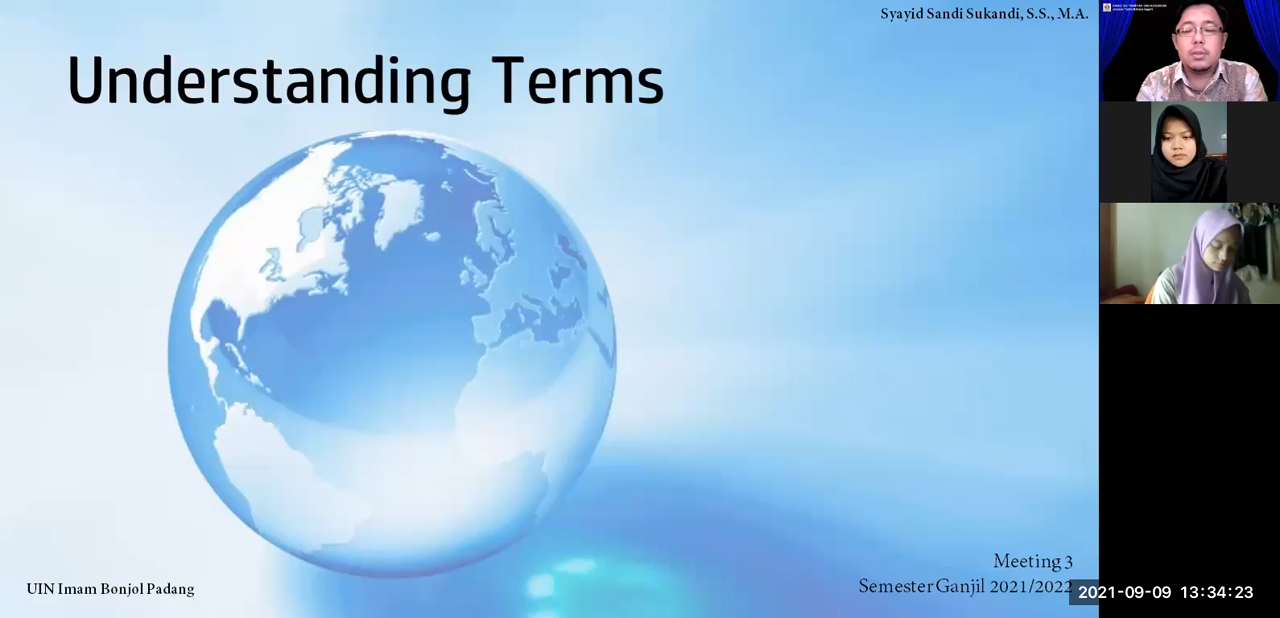 Syayid Sandi Sukandi, S.S., M.A.
Understanding Terms
Meeting 3
Semester Ganjil 2021/2022
UIN Imam Bonjol Padang
2021-09-09 13:34:23